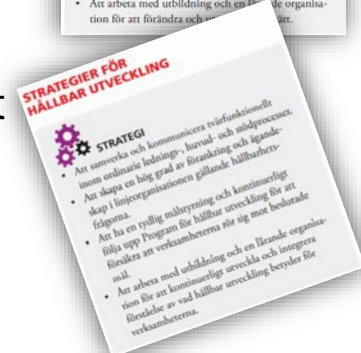 • Att arbeta med utbildning och en lärande organisa-
tion för att förändra och
ätt.
t
STRATEGIER FÖR
HÅLLBAR UTVECKLING
STRATEGI
• Att samverka och kommunicera tvärfunktionellt
inom ordinarie lednings-, huvud- och stödprocesser.
• Att skapa en hög grad av förankring och ägande-
skap i linjeorganisationen gällande hållbarhets-
frågorna.
• Att ha en tydlig målstyrning och kontinuerligt
följa upp Program för hållbar utveckling för att
försäkra att verksamheterna rör sig mot beslutade
mål.
• Att arbeta med utbildning och en lärande organisa-
tion för att kontinuerligt utveckla och integrera
förståelse av vad hållbar utveckling betyder för
verksamheterna.